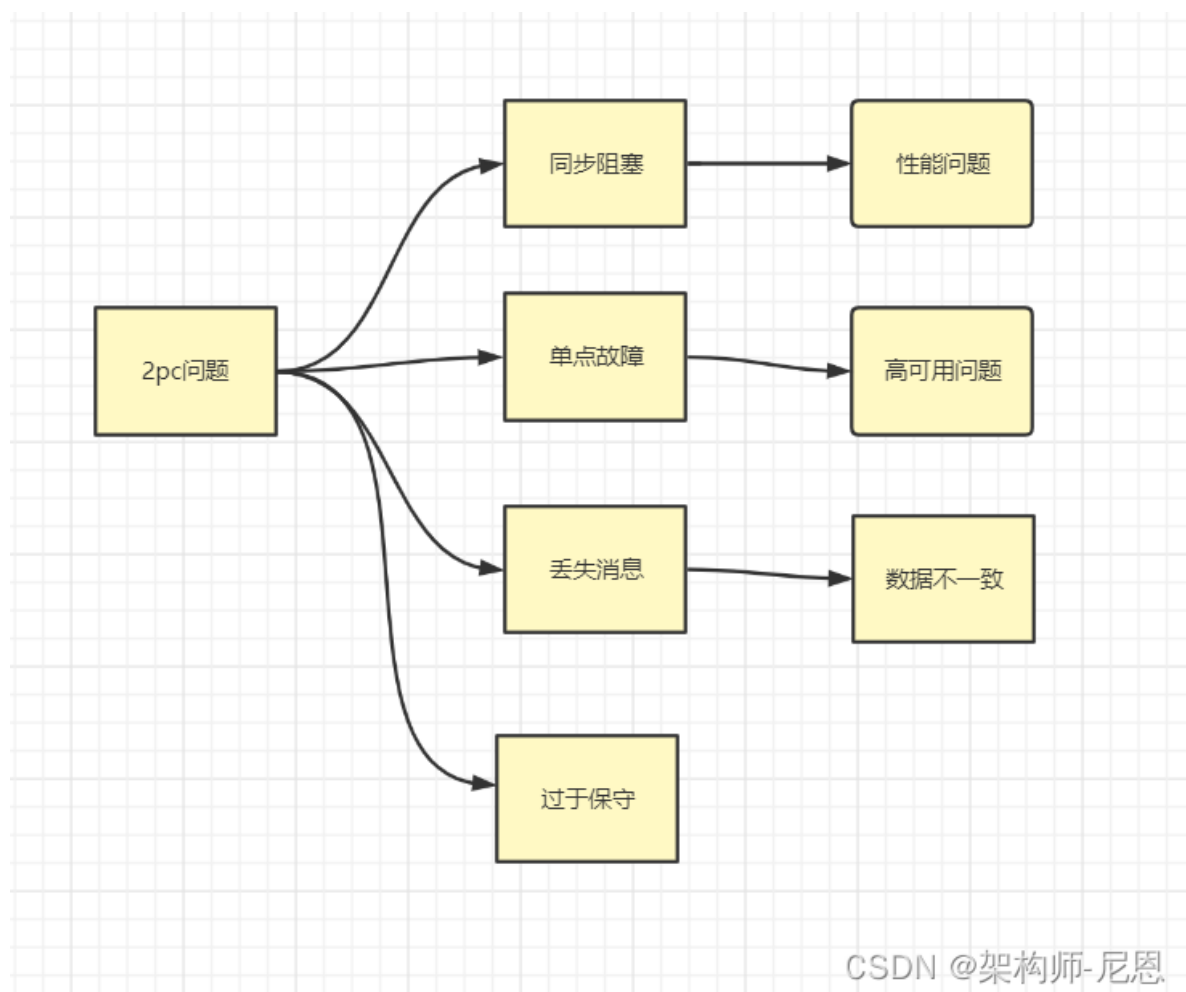 同步阻塞
性能问题
2pc问题
单点故障
高可用问题
丢失消息
数据不一致
过于保守
CSDN @架构师-尼恩